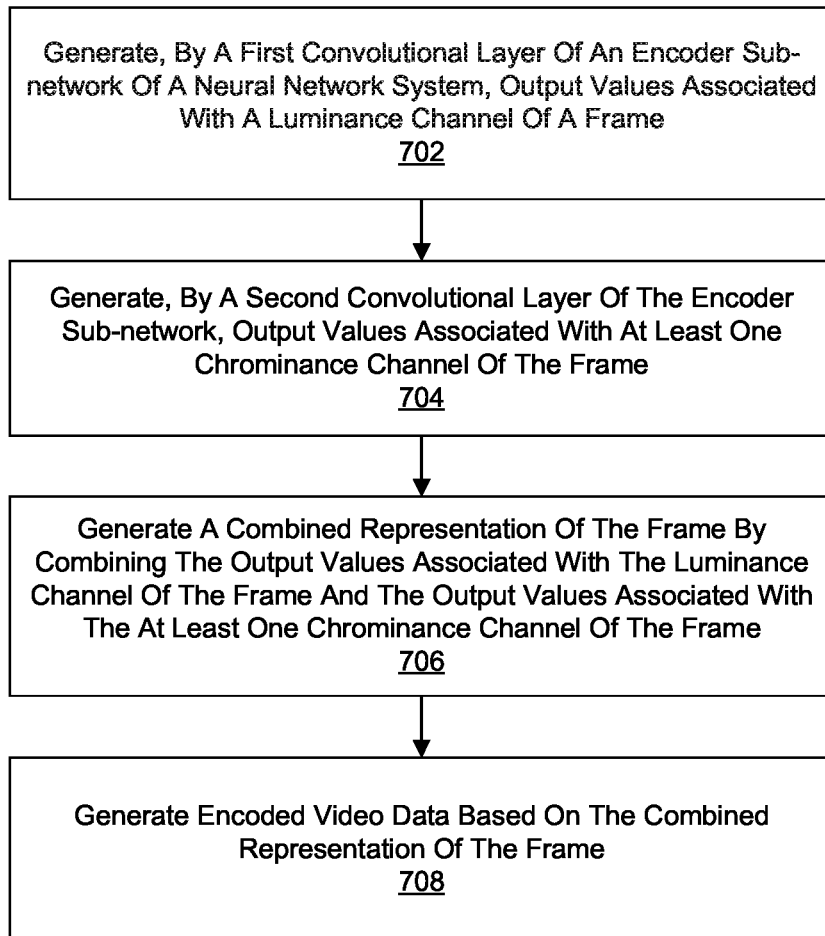 Generate, By A First Convolutional Layer Of An Encoder Sub-
network Of A Neural Network System, Output Values Associated
With A Luminance Channel Of A Frame
702
Generate, By A Second Convolutional Layer Of The Encoder
Sub-network, Output Values Associated With At Least One
Chrominance Channel Of The Frame
704
Generate A Combined Representation Of The Frame By
Combining The Output Values Associated With The Luminance
Channel Of The Frame And The Output Values Associated With
The At Least One Chrominance Channel Of The Frame
706
Generate Encoded Video Data Based On The Combined
Representation Of The Frame
708